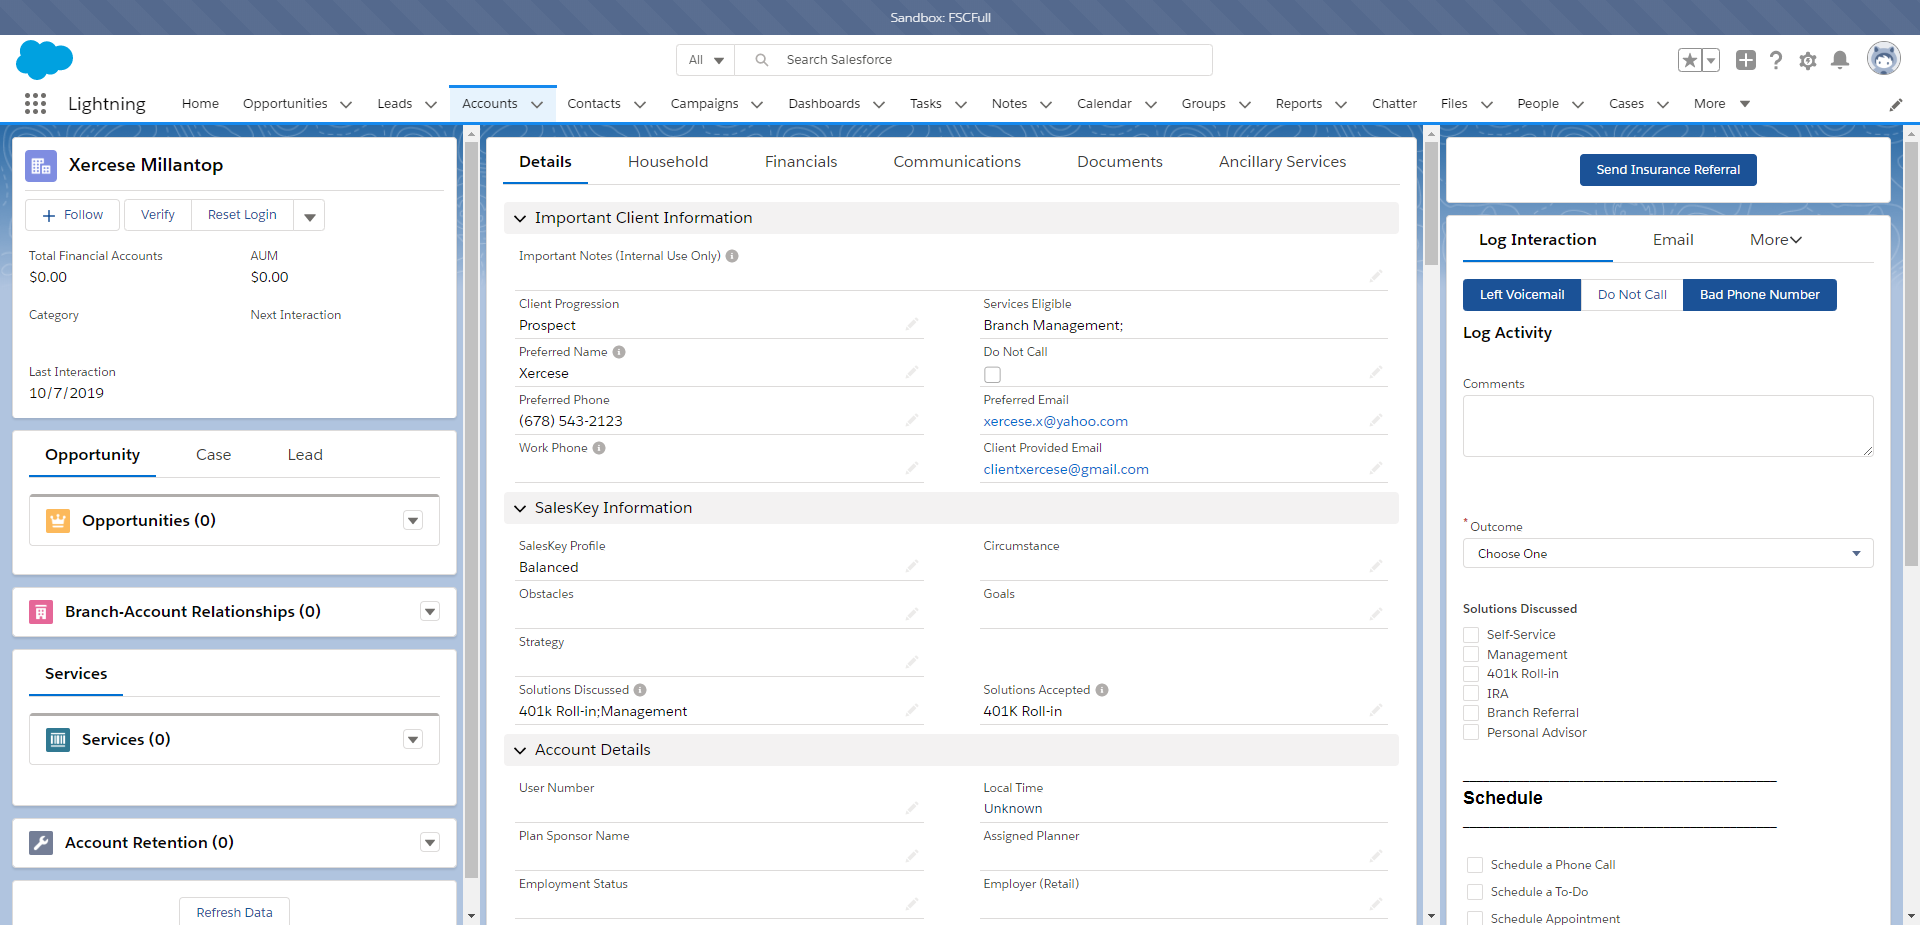 Sandbox: FSCFull
All
Search Salesforce
Lightning
Home
Opportunities
Leads
Accounts
Contacts
Campaigns
Dashboards
Tasks
Notes
Calendar
Groups
Reports
Chatter
Files
People
Cases
More
Xercese Millantop
Follow
Verify
Reset Login
Total Financial Accounts
AUM
$0.00
$0.00
Category
Next Interaction
Last Interaction
10/7/2019
Opportunity
Case
Lead
Opportunities (0)
Branch-Account Relationships (0)
Services
Services (0)
Account Retention (0)
Refresh Data
Details
Household
Financials
Communications
Documents
Ancillary Services
Important Client Information
Important Notes (Internal Use Only)
Client Progression
Prospect
Services Eligible
Branch Management;
Preferred Name
Xercese
Do Not Call
Preferred Phone
(678) 543-2123
Preferred Email
xercese.x@yahoo.com
Work Phone
Client Provided Email
clientxercese@gmail.com
SalesKey Information
SalesKey Profile
Balanced
Circumstance
Obstacles
Goals
Strategy
Solutions Discussed
401k Roll-in;Management
Solutions Accepted
401K Roll-in
Account Details
User Number
Local Time
Unknown
Plan Sponsor Name
Assigned Planner
Employment Status
Employer (Retail)
Send Insurance Referral
Log Interaction
Email
More
Left Voicemail
Do Not Call
Bad Phone Number
Log Activity
Comments
* Outcome
Choose One
Solutions Discussed
Self-Service
Management
401k Roll-in
IRA
Branch Referral
Personal Advisor
Schedule
Schedule a Phone Call
Schedule a To-Do
Schedule Appointment